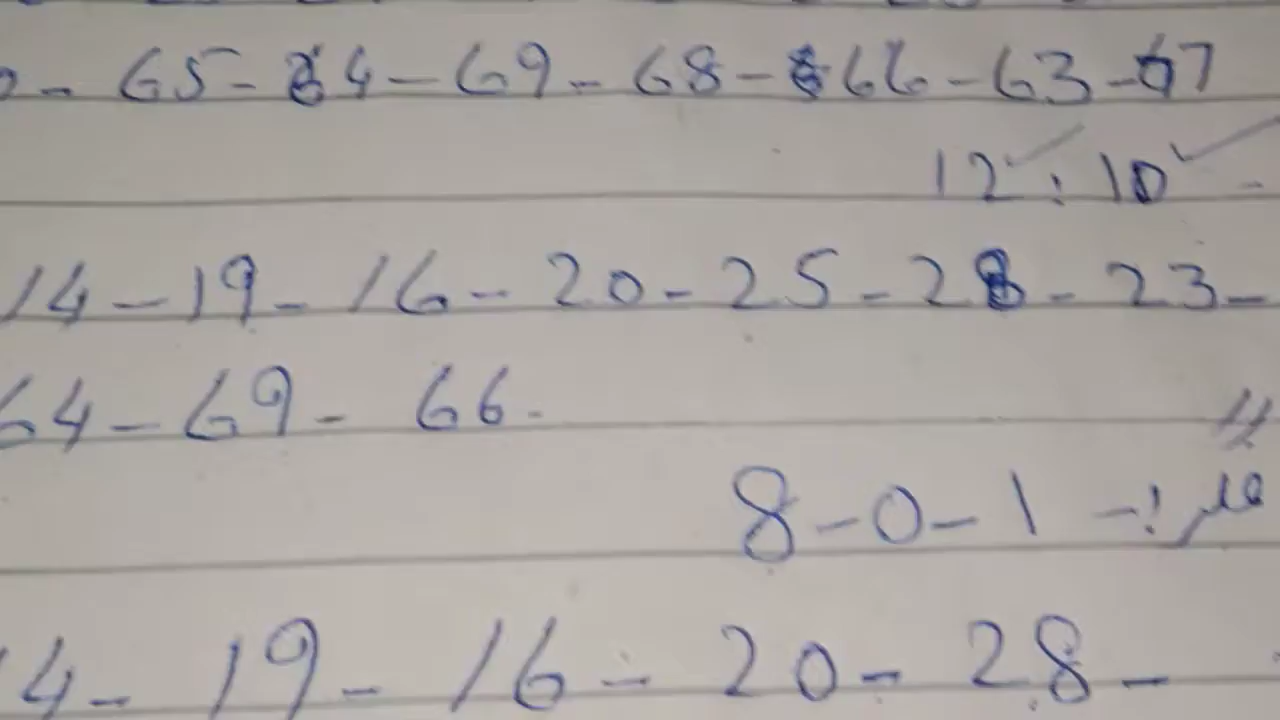 - 65 - 64 - 69 - 68 - 66 - 63 - 67
12 : 10 -
14 - 19 - 16 - 20 - 25 - 28 - 23 -
64 - 69 - 66 -
8 - 0 - 1 -:
4 - 19 - 16 - 20 - 28 -